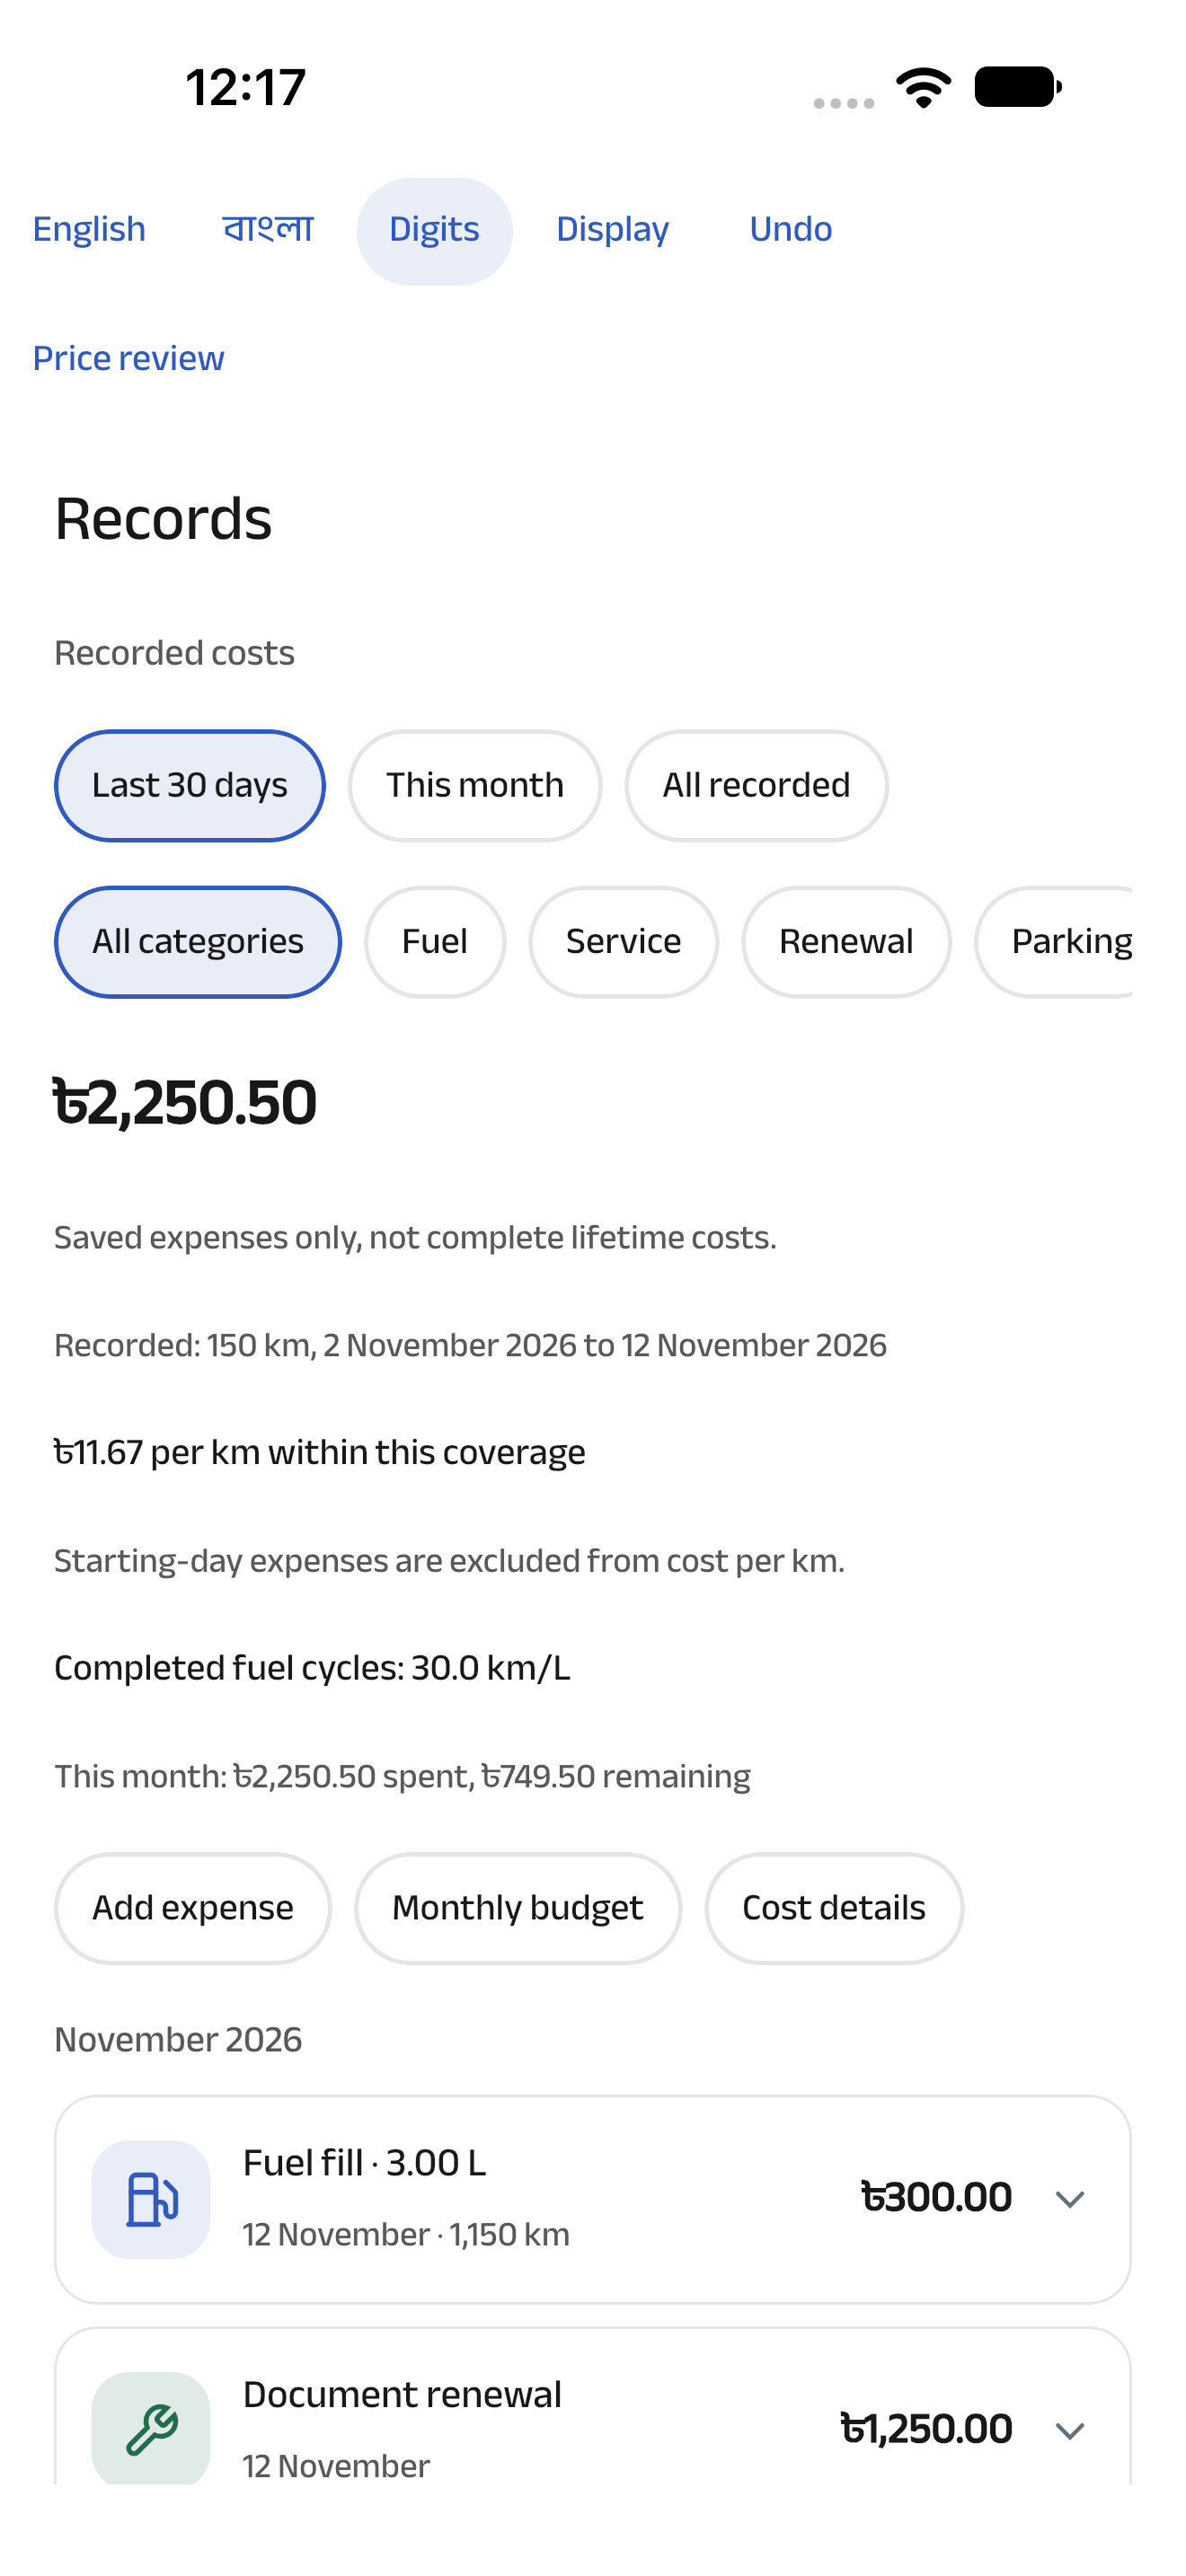 12:17
English বাংলা Digits Display Undo
Price review
Records
Recorded costs
Last 30 days This month All recorded
All categories Fuel Service Renewal Parking
৳2,250.50
Saved expenses only, not complete lifetime costs.
Recorded: 150 km, 2 November 2026 to 12 November 2026
৳11.67 per km within this coverage
Starting-day expenses are excluded from cost per km.
Completed fuel cycles: 30.0 km/L
This month: ৳2,250.50 spent, ৳749.50 remaining
Add expense Monthly budget Cost details
November 2026
Fuel fill · 3.00 L
৳300.00
12 November · 1,150 km
Document renewal
৳1,250.00
12 November